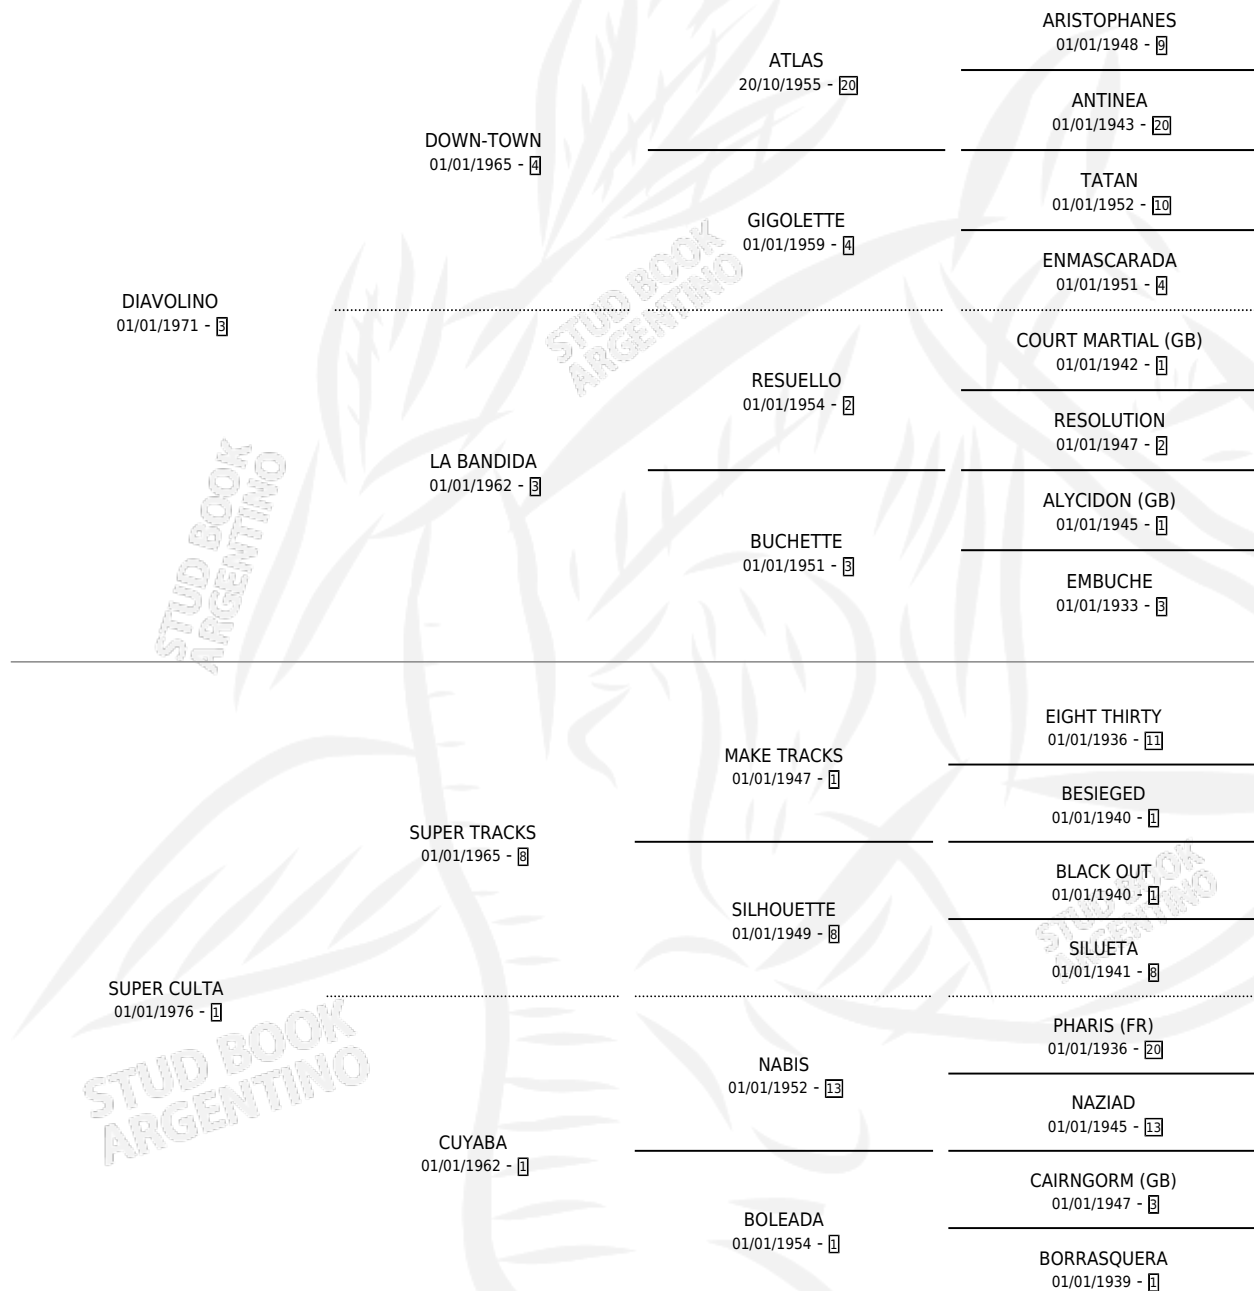 ARISTOPHANES
01/01/1948 - 9
ATLAS
20/10/1955 - 20
ANTINEA
01/01/1943 - 20
DOWN-TOWN
01/01/1965 - 4
TATAN
01/01/1952 - 10
GIGOLETTE
01/01/1959 - 4
ENMASCARADA
01/01/1951 - 4
DIAVOLINO
01/01/1971 - 3
STUD BOOK
ARGENTINO
COURT MARTIAL (GB)
01/01/1942 - 1
RESUELLO
01/01/1954 - 2
RESOLUTION
01/01/1947 - 2
LA BANDIDA
01/01/1962 - 3
ALYCIDON (GB)
01/01/1945 - 1
BUCHETTE
01/01/1951 - 3
EMBUCHE
01/01/1933 - 3
STUD BOOK
ARGENTINO
EIGHT THIRTY
01/01/1936 - 11
MAKE TRACKS
01/01/1947 - 1
BESIEGED
01/01/1940 - 1
SUPER TRACKS
01/01/1965 - 8
BLACK OUT
01/01/1940 - 1
SILHOUETTE
01/01/1949 - 8
SILUETA
01/01/1941 - 8
STUD BOOK
ARGENTINO
SUPER CULTA
01/01/1976 - 1
PHARIS (FR)
01/01/1936 - 20
NABIS
01/01/1952 - 13
NAZIAD
01/01/1945 - 13
STUD BOOK
ARGENTINO
CUYABA
01/01/1962 - 1
CAIRNGORM (GB)
01/01/1947 - 3
BOLEADA
01/01/1954 - 1
BORRASQUERA
01/01/1939 - 1